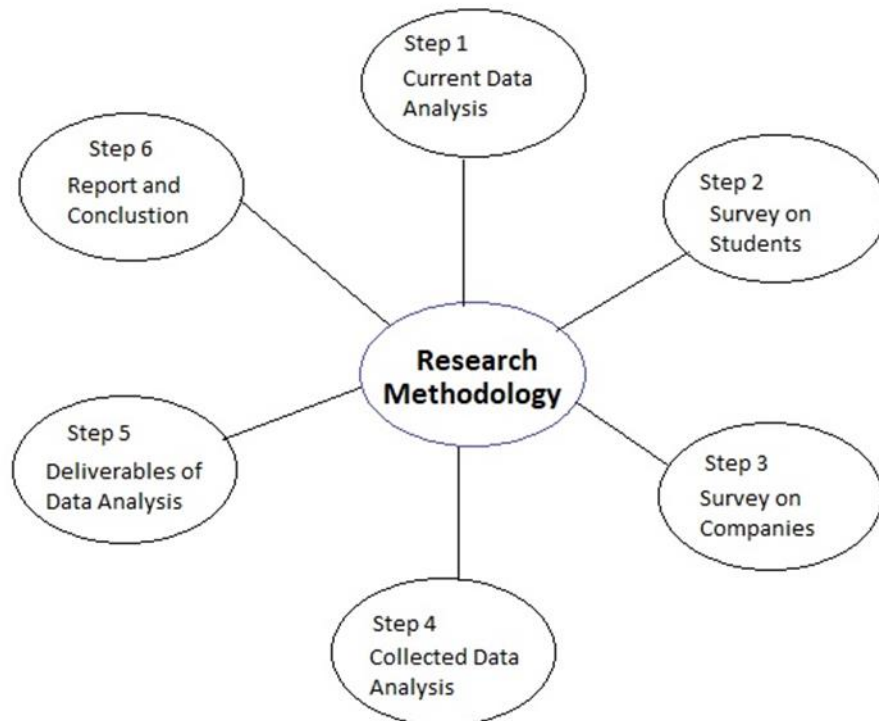 Step 1
Current Data
Analysis
Step 2
Survey on
Students
Step 3
Survey on
Companies
Step 4
Collected Data
Analysis
Step 5
Deliverables of
Data Analysis
Step 6
Report and
Conclustion
Research
Methodology